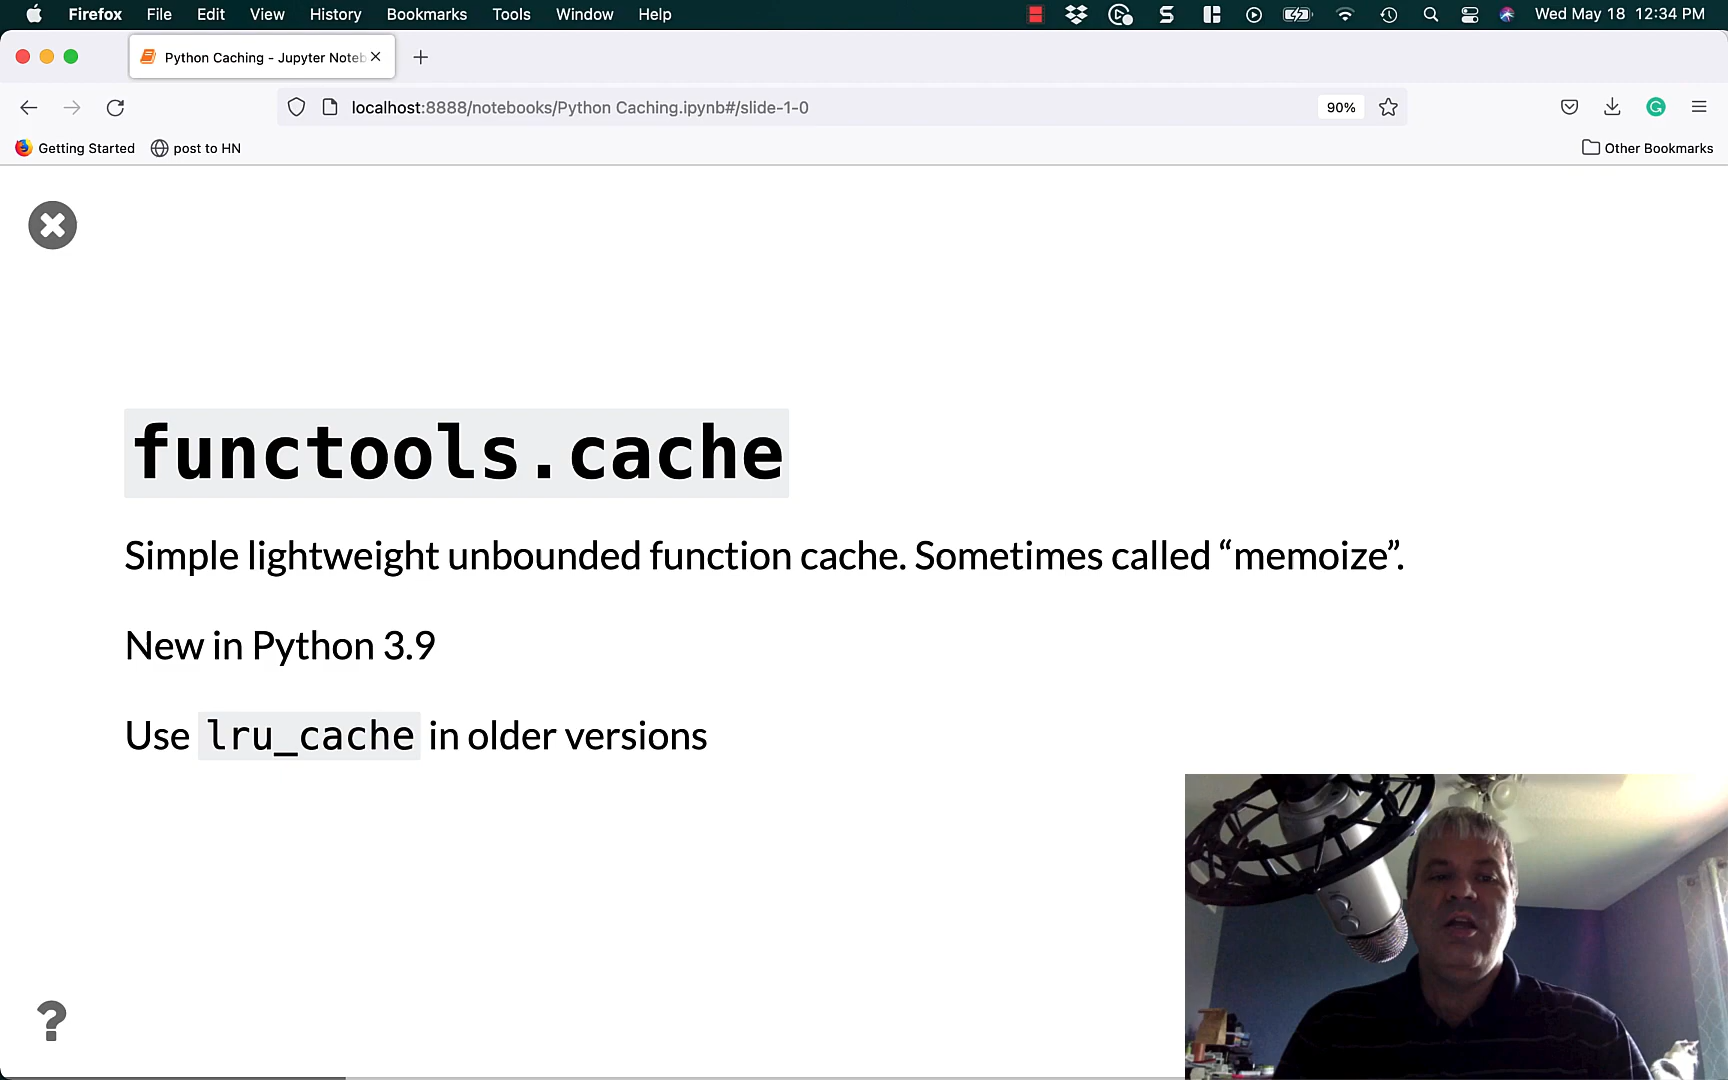 Firefox File Edit View History Bookmarks Tools Window Help Wed May 18 12:34 PM
Python Caching - Jupyter Noteb
localhost:8888/notebooks/Python Caching.ipynb#/slide-1-0 90%
Getting Started post to HN Other Bookmarks
functools.cache
Simple lightweight unbounded function cache. Sometimes called “memoize”.
New in Python 3.9
Use lru_cache in older versions
?